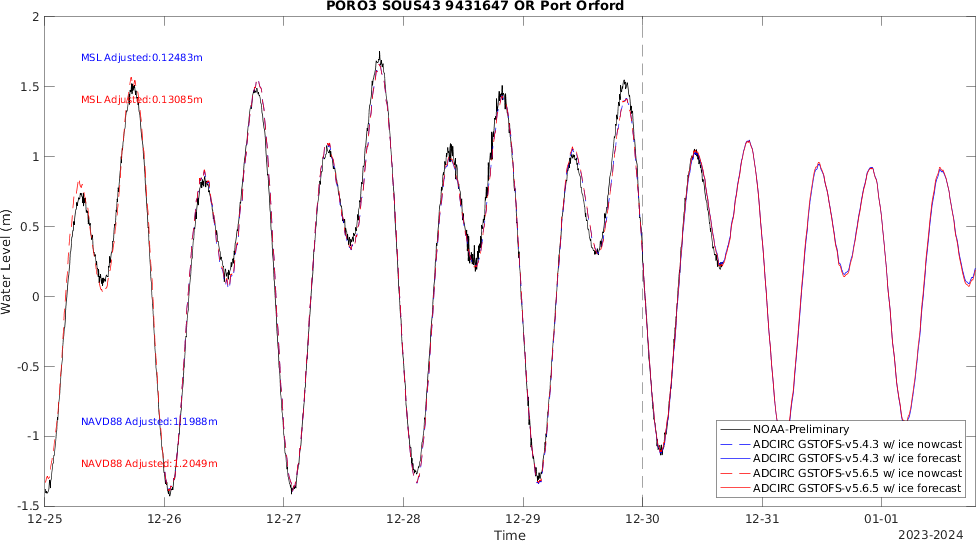 PORO3 SOUS43 9431647 OR Port Orford
2
1.5
1
0.5
0
-0.5
-1
-1.5
Water Level (m)
MSL Adjusted:0.12483m
MSL Adjusted:0.13085m
NAVD88 Adjusted:1.1988m
NAVD88 Adjusted:1.2049m
NOAA-Preliminary
ADCIRC GSTOFS-v5.4.3 w/ ice nowcast
ADCIRC GSTOFS-v5.4.3 w/ ice forecast
ADCIRC GSTOFS-v5.6.5 w/ ice nowcast
ADCIRC GSTOFS-v5.6.5 w/ ice forecast
12-25 12-26 12-27 12-28 12-29 12-30 12-31 01-01
Time
2023-2024